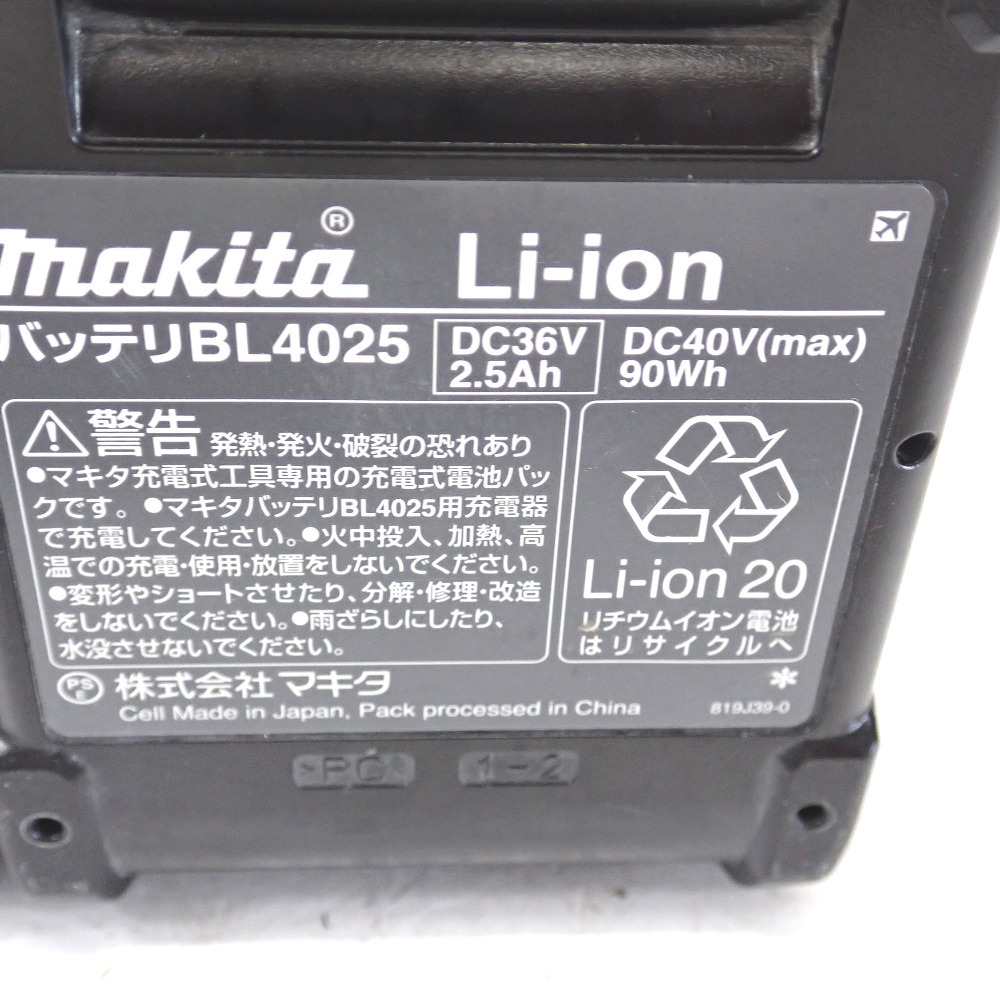 makita® Li-ion
バッテリBL4025 DC36V 2.5Ah DC40V(max) 90Wh
警告 発熱・発火・破裂の恐れあり
●マキタ充電式工具専用の充電式電池パッ
クです。●マキタバッテリBL4025用充電器
で充電してください。●火中投入、加熱、高
温での充電・使用・放置をしないでください。
●変形やショートさせたり、分解・修理・改造
をしないでください。●雨ざらしにしたり、
水没させないでください。
Li-ion 20
リチウムイオン電池
はリサイクルへ
PS E 株式会社 マキタ *
Cell Made in Japan, Pack processed in China 819J39-0
>PC< 1-2